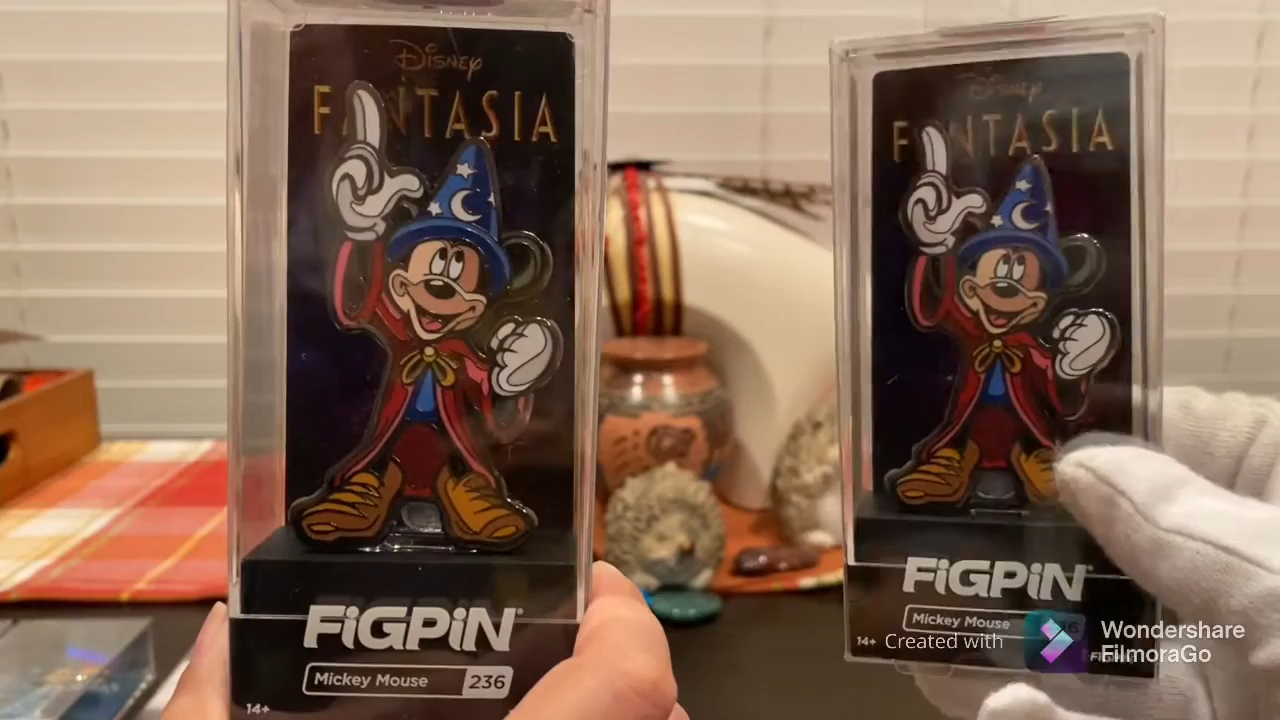 Disney
FANTASIA
FiGPiN
Mickey Mouse 236
14+
Disney
FANTASIA
FiGPiN
Mickey Mouse
14+
Created with
Wondershare
FilmoraGo